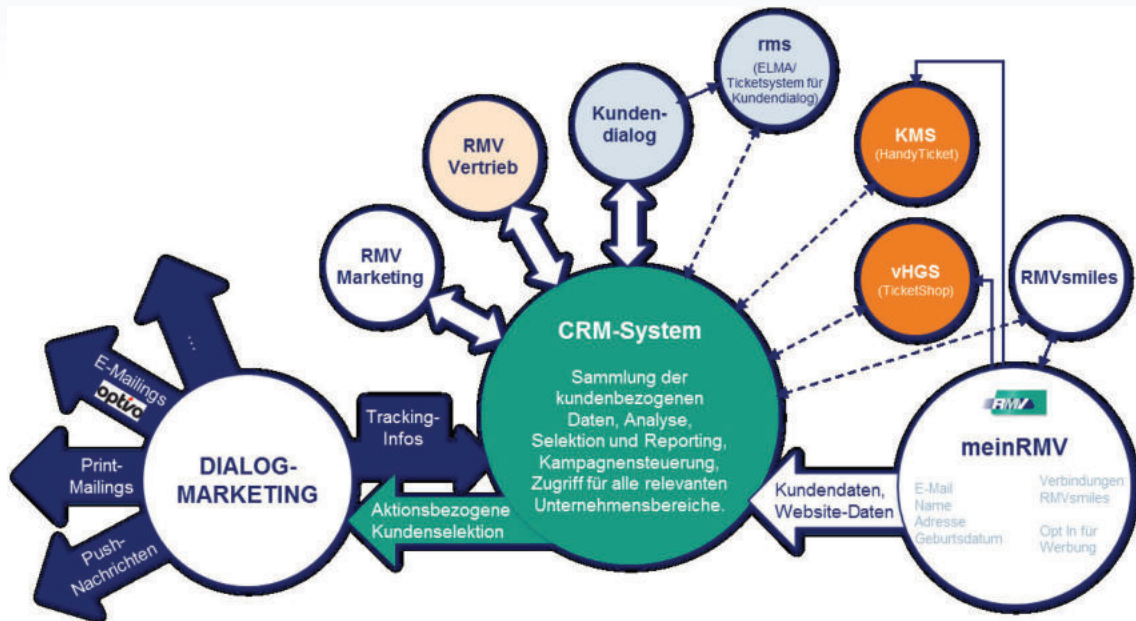 rms
(ELMA/
Ticketsystem für
Kundendialog)
Kunden-
dialog
KMS
(HandyTicket)
RMV
Vertrieb
RMV
Marketing
vHGS
(TicketShop)
RMVsmiles
CRM-System
Sammlung der
kundenbezogenen
Daten, Analyse,
Selektion und Reporting,
Kampagnensteuerung,
Zugriff für alle relevanten
Unternehmensbereiche.
...
E-Mailings
optivo
Print-
Mailings
Push-
Nachrichten
DIALOG-
MARKETING
Tracking-
Infos
Aktionsbezogene
Kundenselektion
Kundendaten,
Website-Daten
RMV
meinRMV
E-Mail
Name
Adresse
Geburtsdatum
Verbindungen
RMVsmiles
Opt In für
Werbung